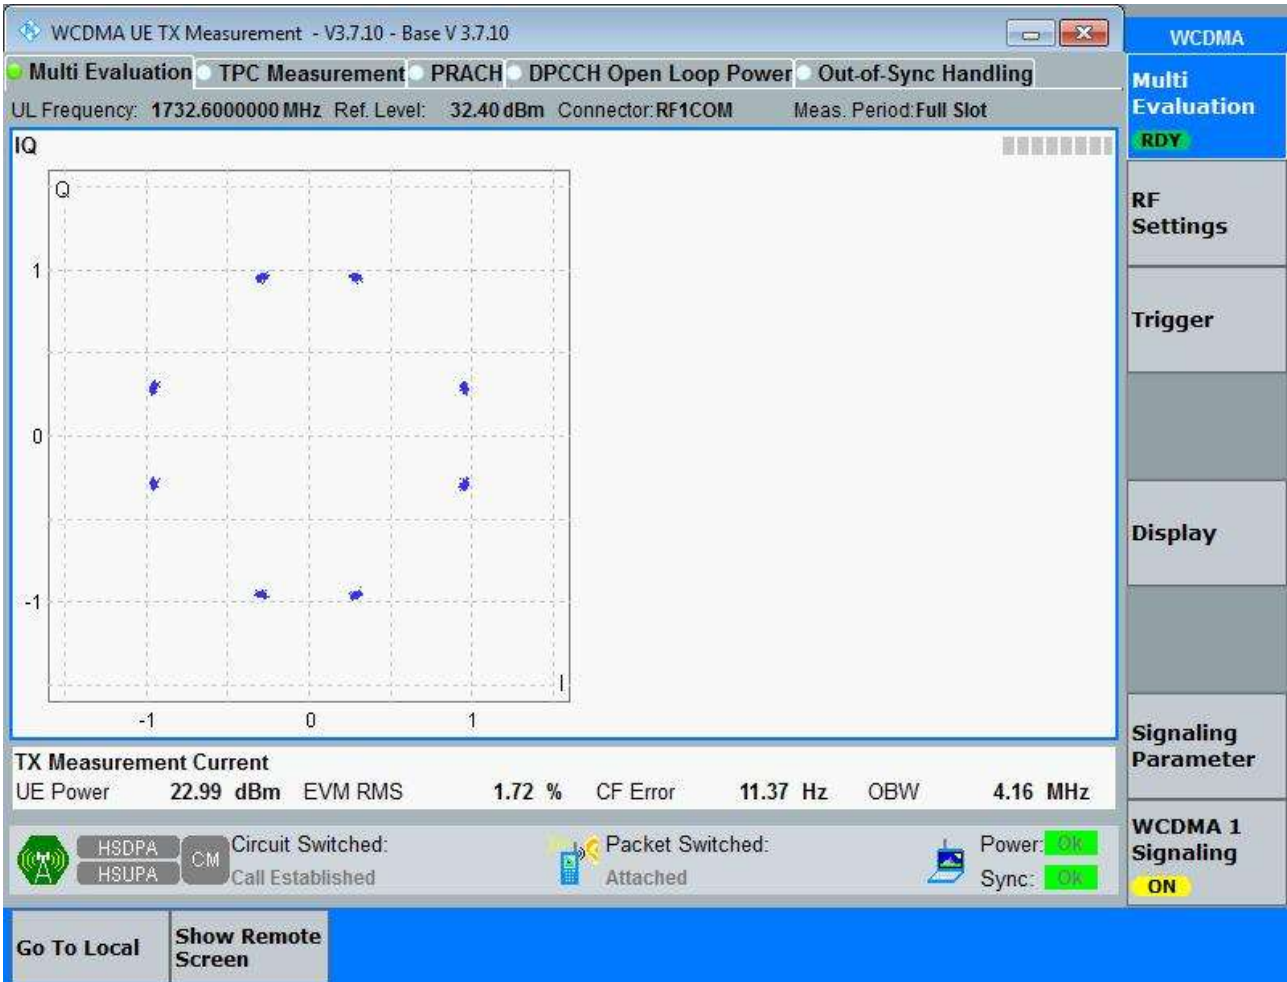 WCDMA UE TX Measurement - V3.7.10 - Base V 3.7.10
WCDMA
Multi Evaluation TPC Measurement PRACH DPCCH Open Loop Power Out-of-Sync Handling
UL Frequency: 1732.6000000 MHz Ref. Level: 32.40 dBm Connector: RF1COM Meas. Period: Full Slot
Multi
Evaluation
RDY
IQ
Q
1
0
-1
I
-1 0 1
RF
Settings
Trigger
Display
Signaling
Parameter
WCDMA 1
Signaling
ON
TX Measurement Current
UE Power 22.99 dBm EVM RMS 1.72 % CF Error 11.37 Hz OBW 4.16 MHz
HSDPA
HSUPA
CM
Circuit Switched:
Call Established
Packet Switched:
Attached
Power: Ok
Sync: Ok
Go To Local
Show Remote
Screen